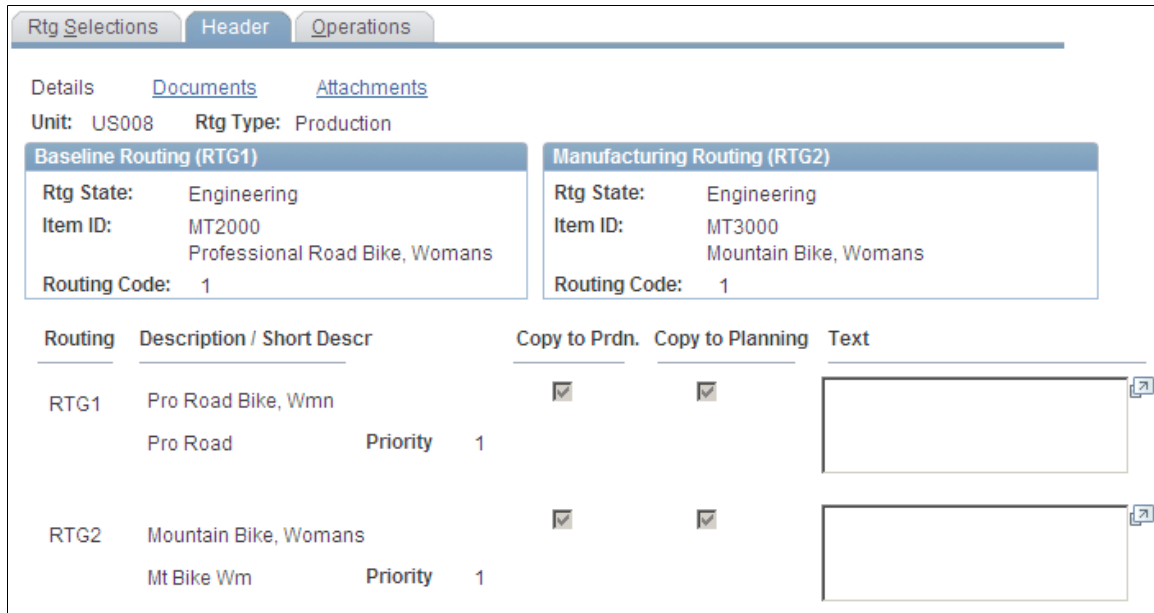 Rtg Selections Header Operations
Details Documents Attachments
Unit: US008 Rtg Type: Production
Baseline Routing (RTG1) Manufacturing Routing (RTG2)
Rtg State: Engineering Rtg State: Engineering
Item ID: MT2000 Item ID: MT3000
Professional Road Bike, Womans Mountain Bike, Womans
Routing Code: 1 Routing Code: 1
Routing Description / Short Descr Copy to Prdn. Copy to Planning Text
RTG1 Pro Road Bike, Wmn
Pro Road Priority 1
RTG2 Mountain Bike, Womans
Mt Bike Wm Priority 1